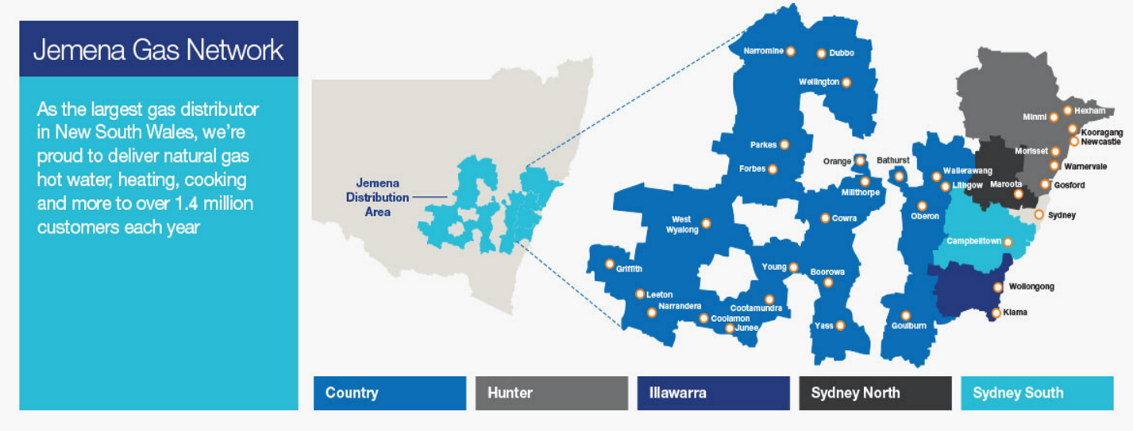 Jemena Gas Network
As the largest gas distributor
in New South Wales, we're
proud to deliver natural gas
hot water, heating, cooking
and more to over 1.4 million
customers each year
Jemena
Distribution
Area
Narromine
Dubbo
Wellington
Parkes
Forbes
Orange
Bathurst
Millthorpe
Wallerawang
Lithgow
Oberon
Cowra
West
Wyalong
Griffith
Leeton
Narrandera
Coolamon
Junee
Cootamundra
Young
Boorowa
Yass
Goulburn
Hexham
Minmi
Kooragang
Newcastle
Morisset
Warnervale
Gosford
Maroota
Sydney
Campbelltown
Wollongong
Kiama
Country
Hunter
Illawarra
Sydney North
Sydney South